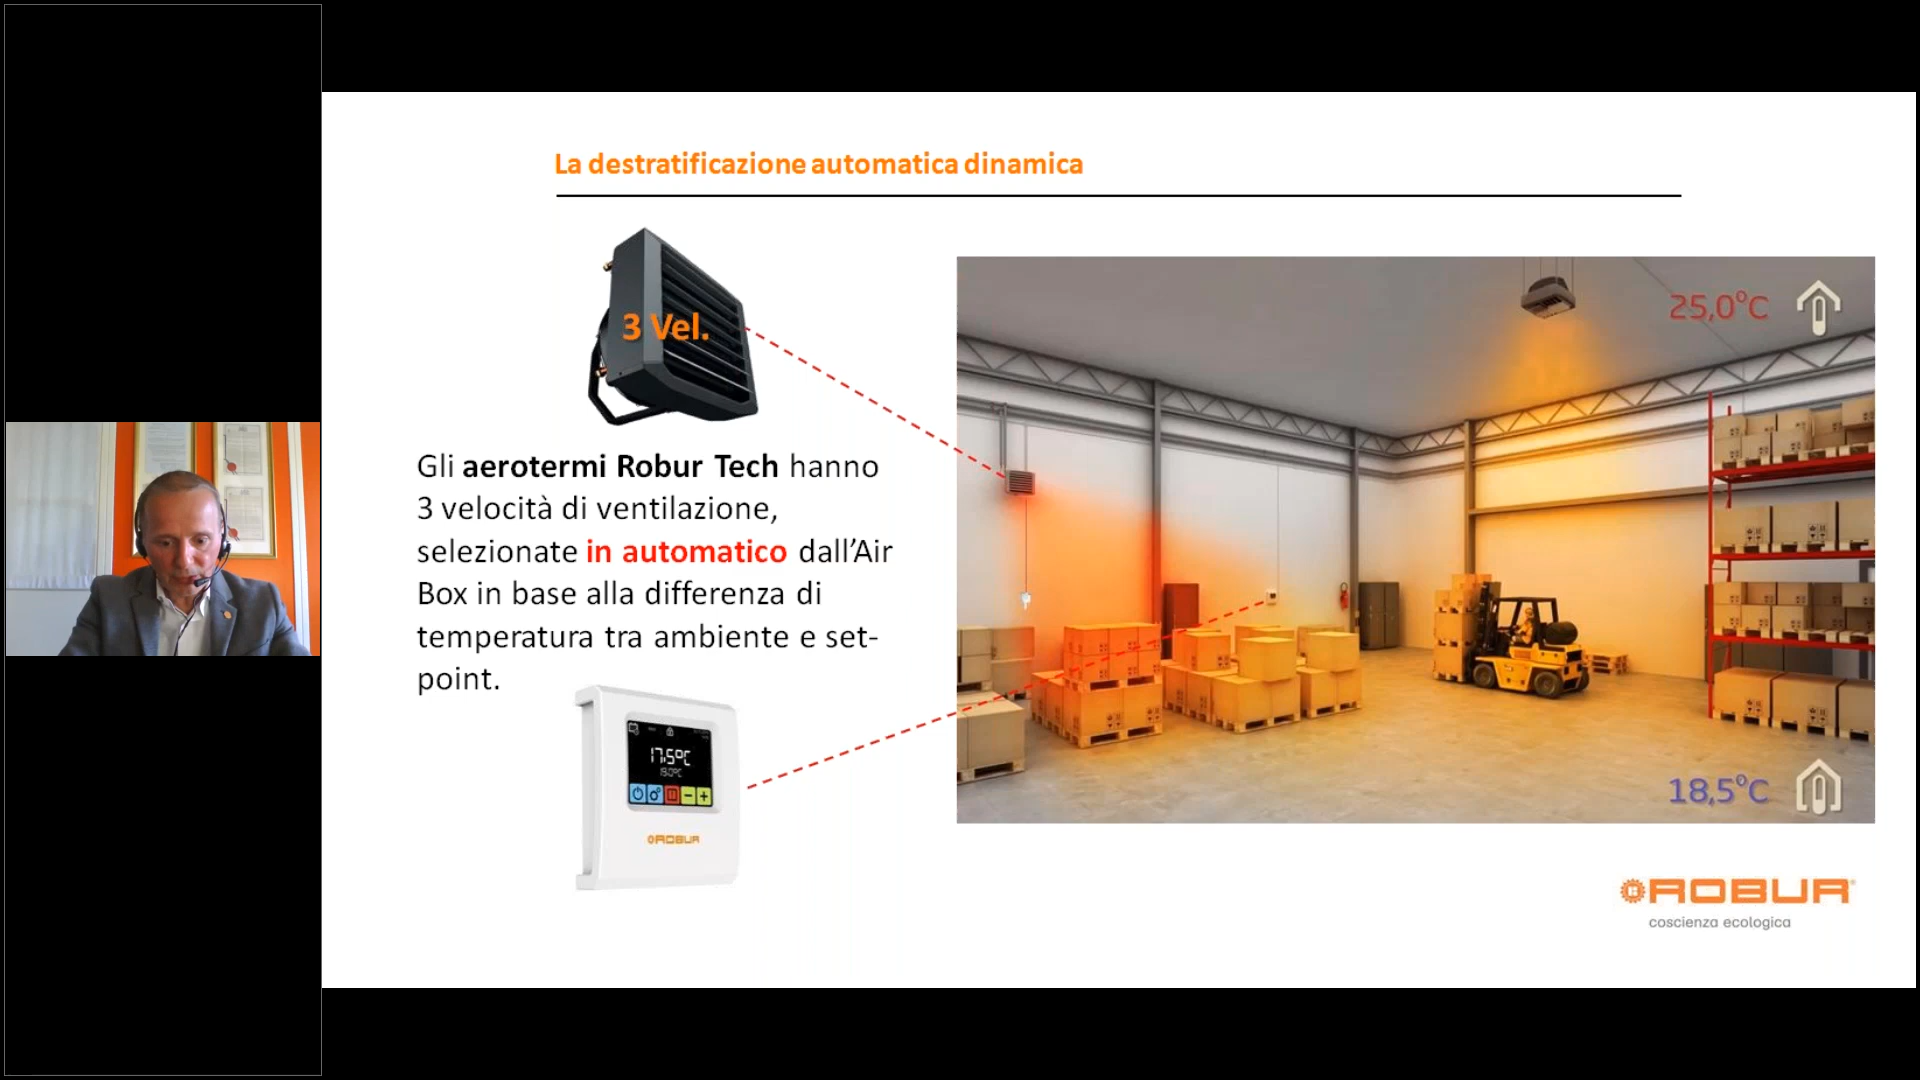 La destratificazione automatica dinamica
3 Vel.
25,0°C
Gli aerotermi Robur Tech hanno
3 velocità di ventilazione,
selezionate in automatico dall’Air
Box in base alla differenza di
temperatura tra ambiente e set-
point.
17.5°C
19.0°C
ROBUR
18,5°C
ROBUR
coscienza ecologica